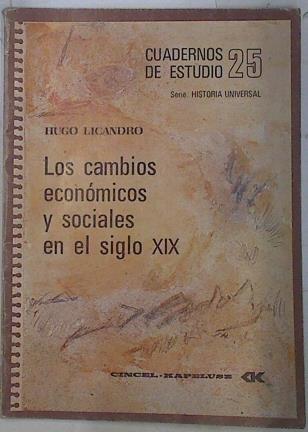 CUADERNOS
DE ESTUDIO 25
Serie: HISTORIA UNIVERSAL
HUGO LICANDRO
Los cambios
económicos
y sociales
en el siglo XIX
CINCEL-KAPELUSZ CK